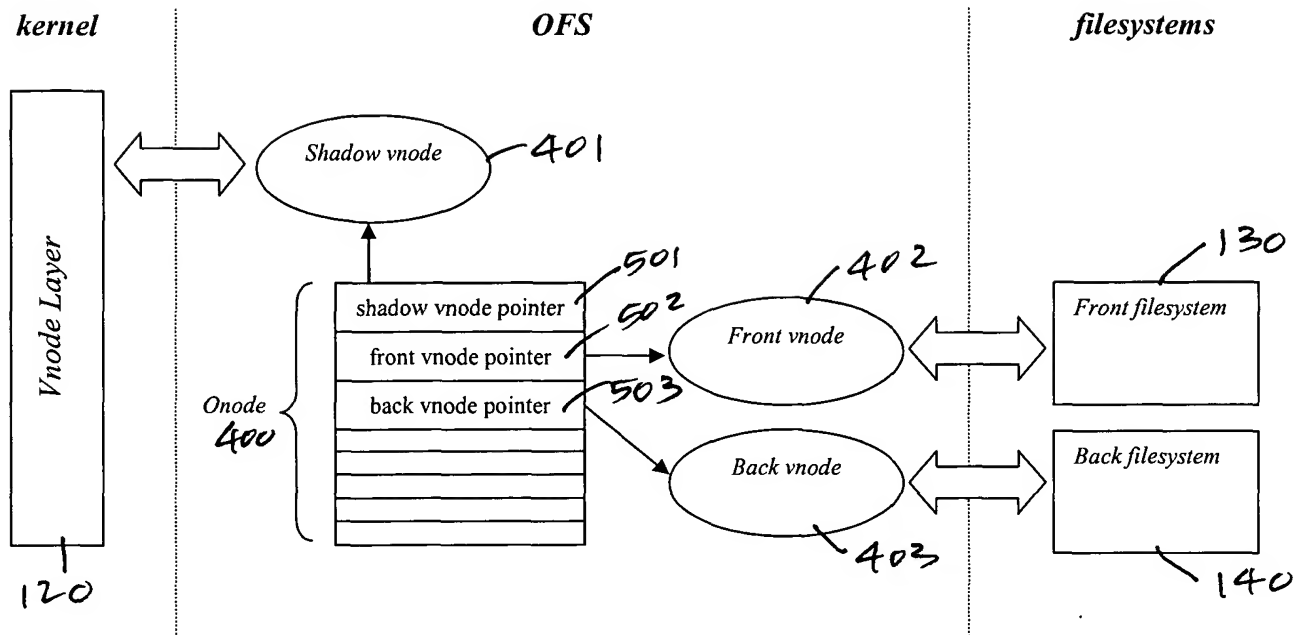 kernel
OFS
filesystems
Shadow vnode
401
Vnode Layer
120
shadow vnode pointer
501
front vnode pointer
502
back vnode pointer
503
Onode
400
Front vnode
402
Back vnode
403
130
Front filesystem
Back filesystem
140